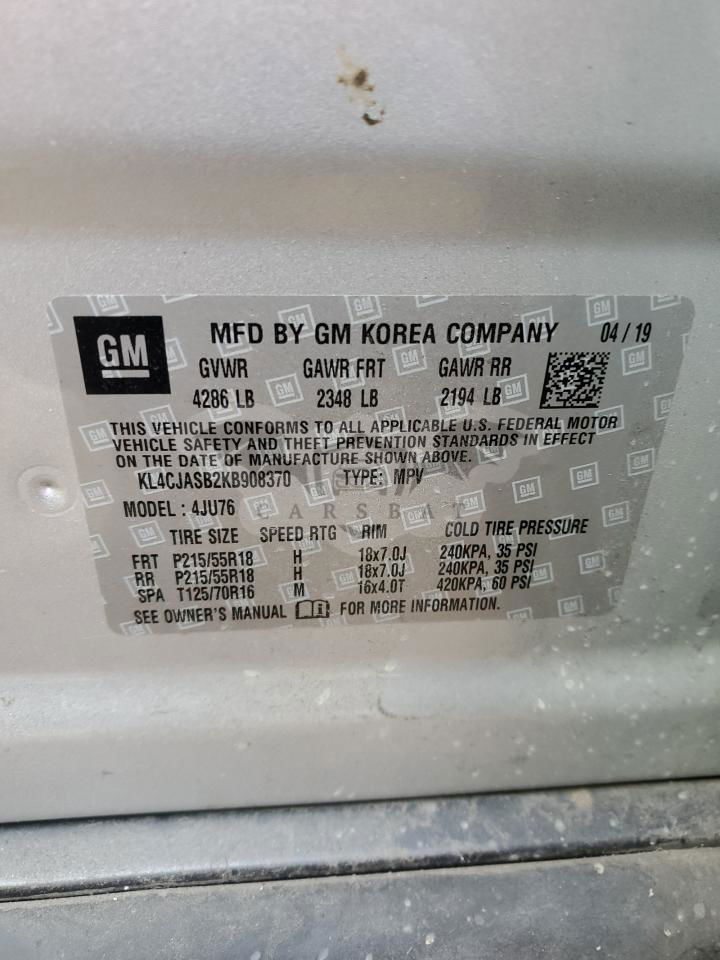 GM MFD BY GM KOREA COMPANY 04 / 19
GVWR GAWR FRT GAWR RR
4286 LB 2348 LB 2194 LB
THIS VEHICLE CONFORMS TO ALL APPLICABLE U.S. FEDERAL MOTOR
VEHICLE SAFETY AND THEFT PREVENTION STANDARDS IN EFFECT
ON THE DATE OF MANUFACTURE SHOWN ABOVE.
KL4CJASB2KB908370 TYPE: MPV
MODEL : 4JU76
CARSBAT
TIRE SIZE SPEED RTG RIM COLD TIRE PRESSURE
FRT P215/55R18 H 18x7.0J 240KPA, 35 PSI
RR P215/55R18 H 18x7.0J 240KPA, 35 PSI
SPA T125/70R16 M 16x4.0T 420KPA, 60 PSI
SEE OWNER'S MANUAL FOR MORE INFORMATION.